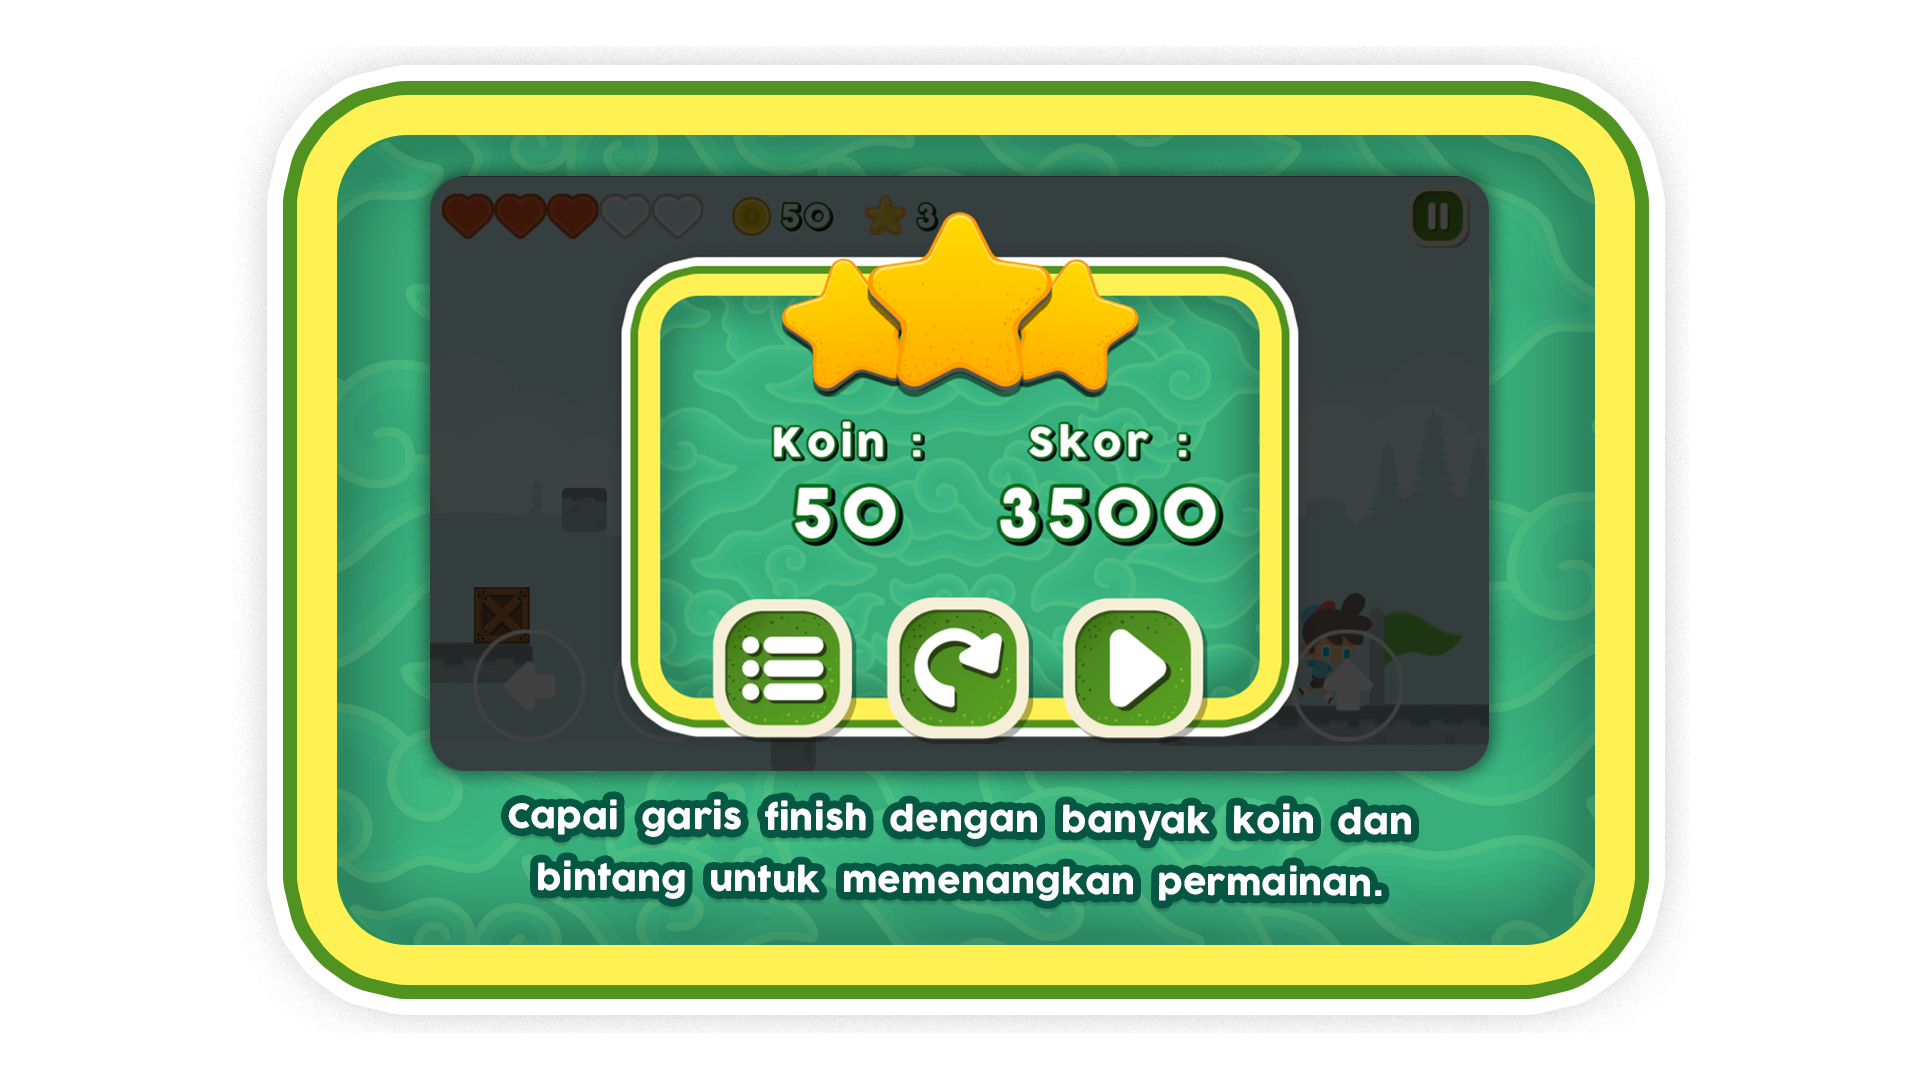 50 3
Koin : Skor :
50 3500
Capai garis finish dengan banyak koin dan
bintang untuk memenangkan permainan.